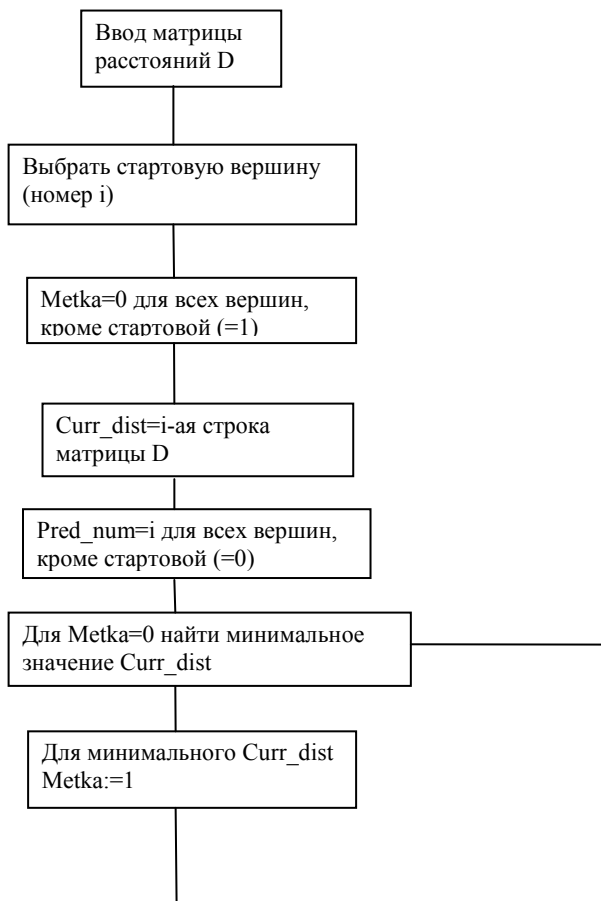 Ввод матрицы
расстояний D
Выбрать стартовую вершину
(номер i)
Metka=0 для всех вершин,
кроме стартовой (=1)
Curr_dist=i-ая строка
матрицы D
Pred_num=i для всех вершин,
кроме стартовой (=0)
Для Metka=0 найти минимальное
значение Curr_dist
Для минимального Curr_dist
Metka:=1